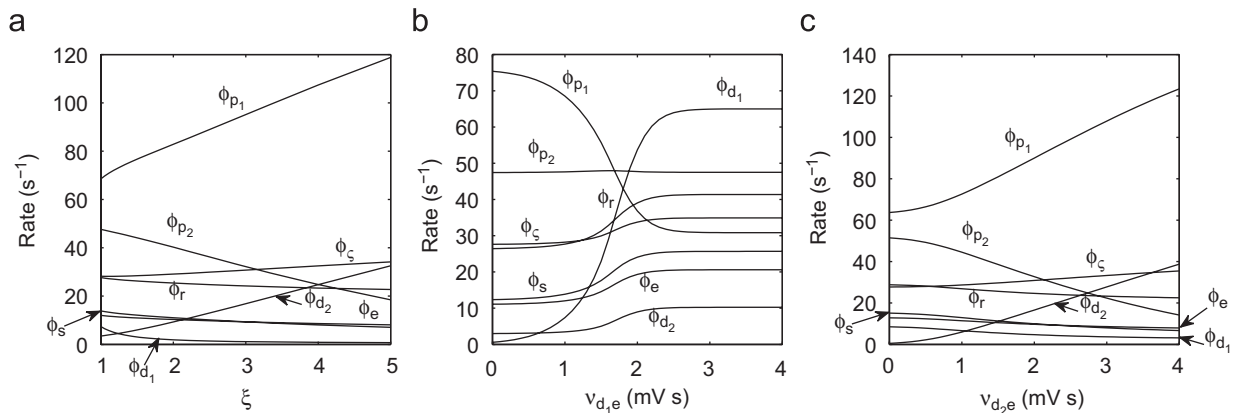 a
b
c
120
100
80
60
40
20
0
Rate (s⁻¹)
ϕp₁
ϕp₂
ϕς
ϕr
ϕd₂
ϕe
ϕs
ϕd₁
1 2 3 4 5
ξ
80
70
60
50
40
30
20
10
0
Rate (s⁻¹)
ϕp₁
ϕd₁
ϕp₂
ϕr
ϕς
ϕs
ϕe
ϕd₂
0 1 2 3 4
νd₁e (mV s)
140
120
100
80
60
40
20
0
Rate (s⁻¹)
ϕp₁
ϕp₂
ϕς
ϕr
ϕd₂
ϕs
ϕe
ϕd₁
0 1 2 3 4
νd₂e (mV s)